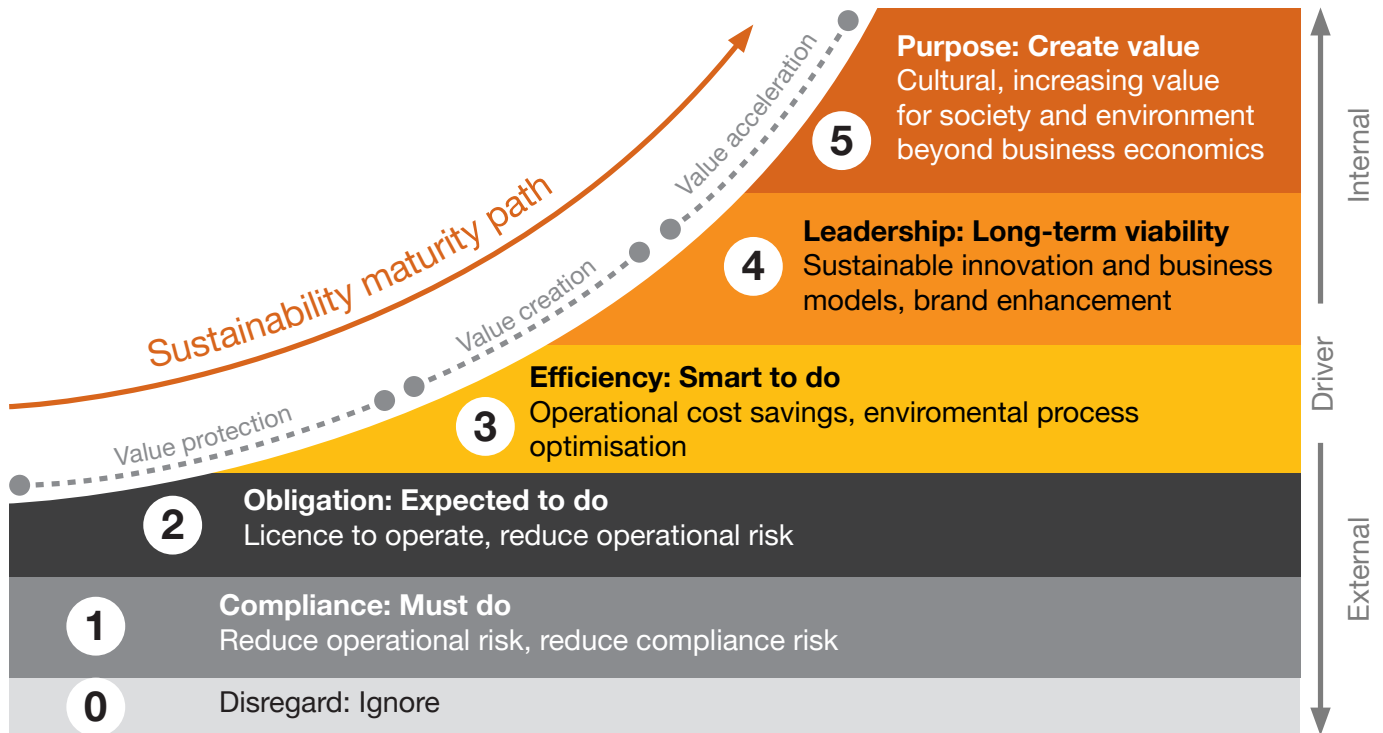 Sustainability maturity path
Value protection
Value creation
Value acceleration
5
Purpose: Create value
Cultural, increasing value
for society and environment
beyond business economics
4
Leadership: Long-term viability
Sustainable innovation and business
models, brand enhancement
3
Efficiency: Smart to do
Operational cost savings, enviromental process
optimisation
2
Obligation: Expected to do
Licence to operate, reduce operational risk
1
Compliance: Must do
Reduce operational risk, reduce compliance risk
0
Disregard: Ignore
Internal
Driver
External